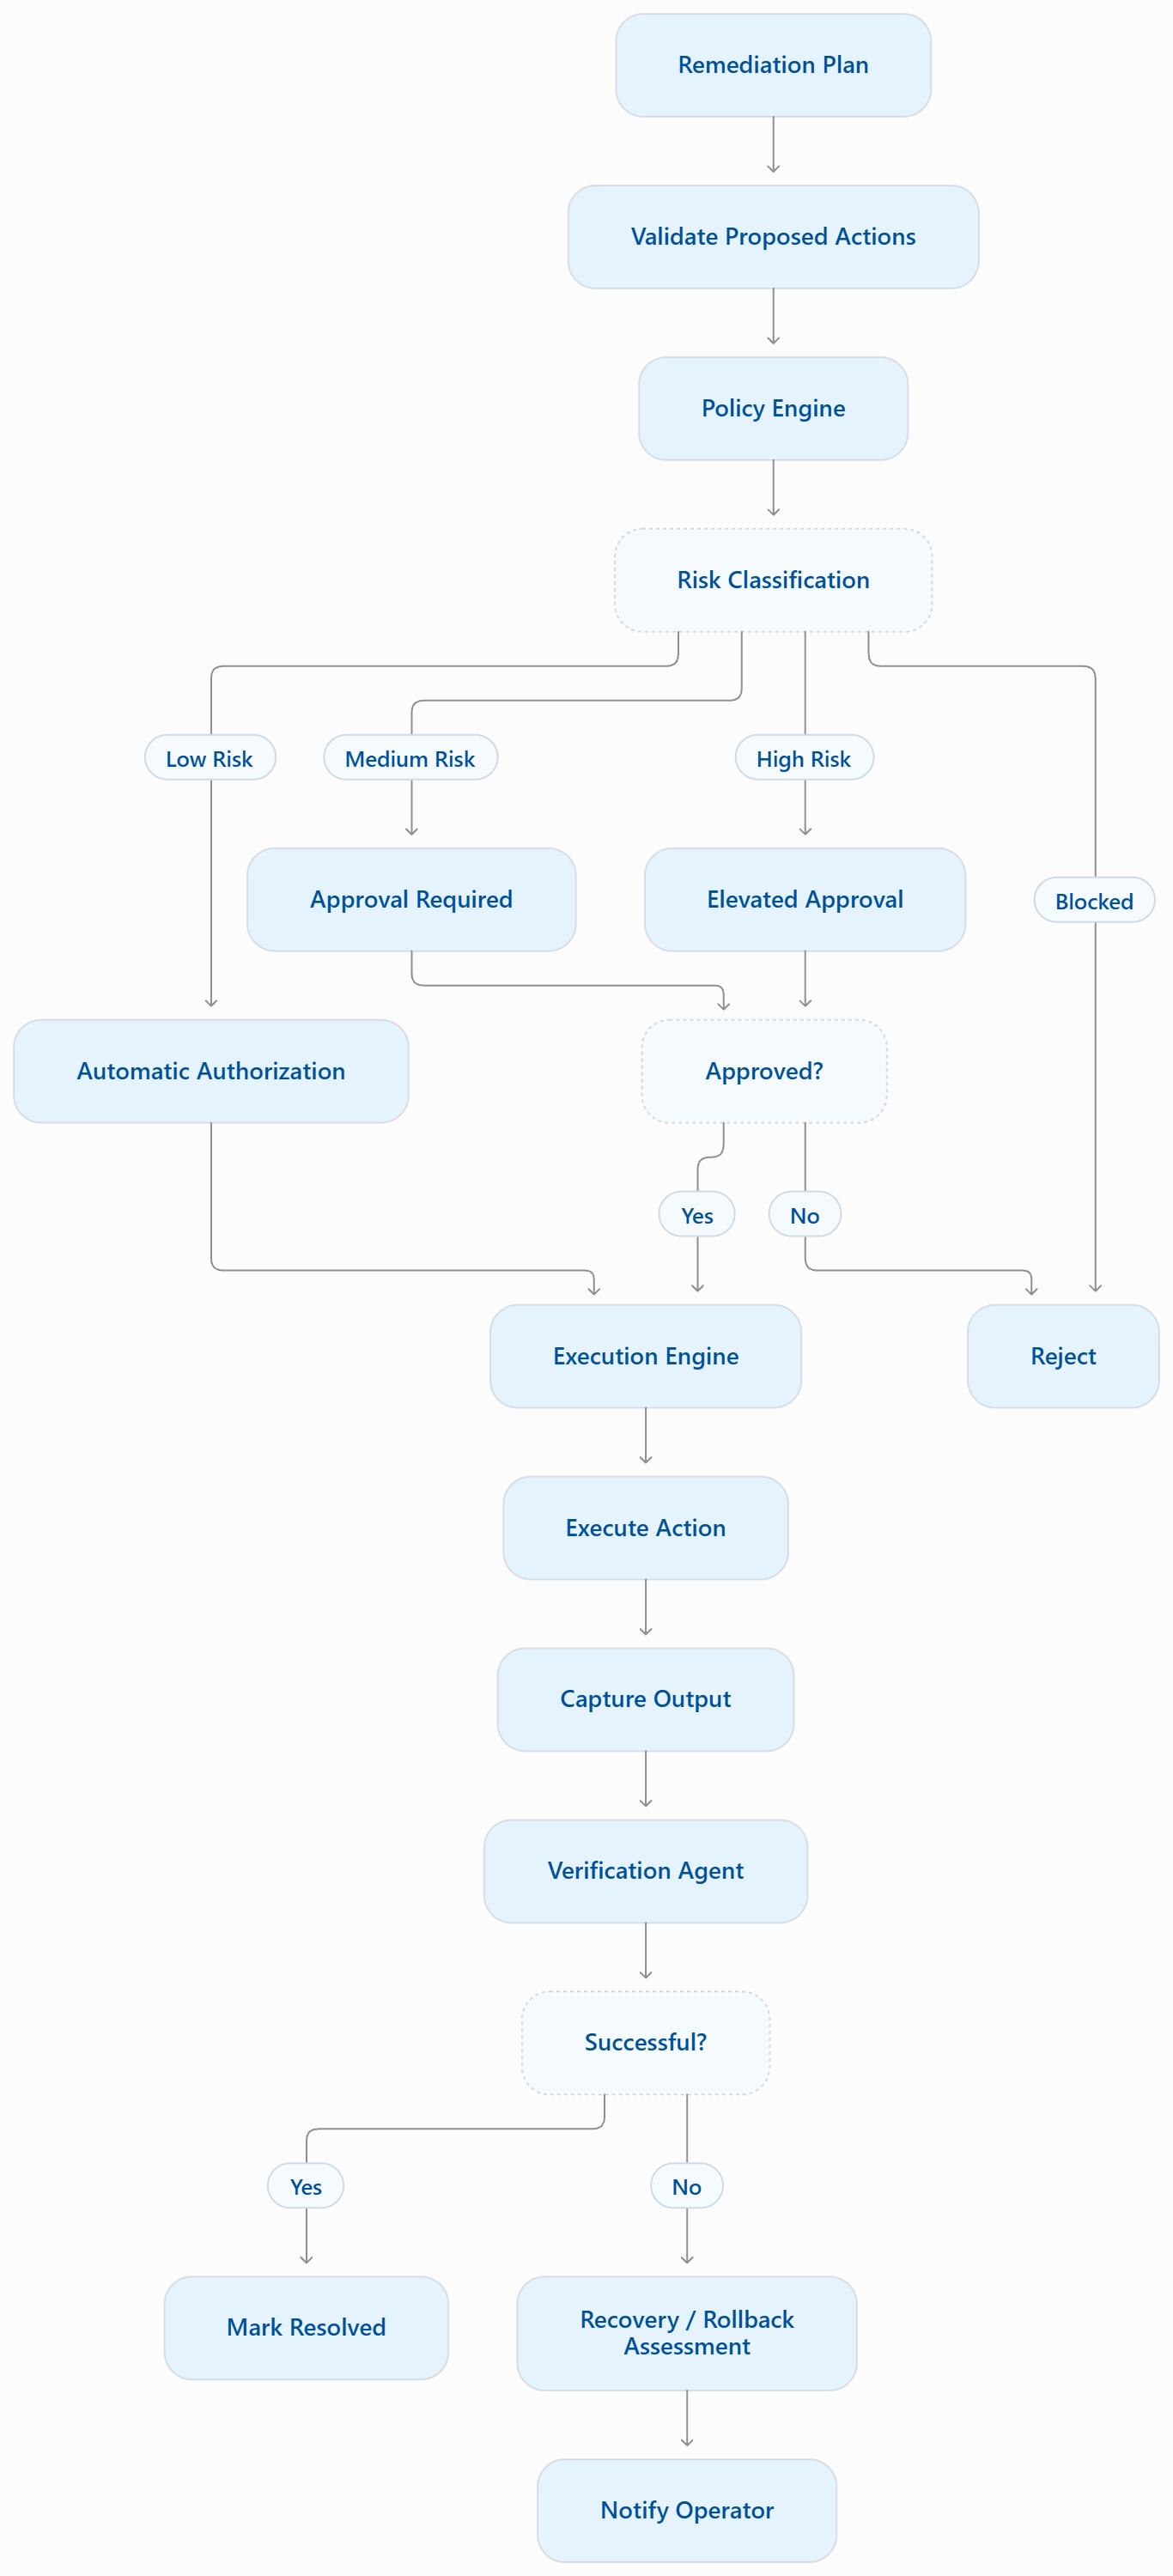 Remediation Plan
Validate Proposed Actions
Policy Engine
Risk Classification
Low Risk
Medium Risk
High Risk
Approval Required
Elevated Approval
Blocked
Automatic Authorization
Approved?
Yes
No
Execution Engine
Reject
Execute Action
Capture Output
Verification Agent
Successful?
Yes
No
Mark Resolved
Recovery / Rollback
Assessment
Notify Operator